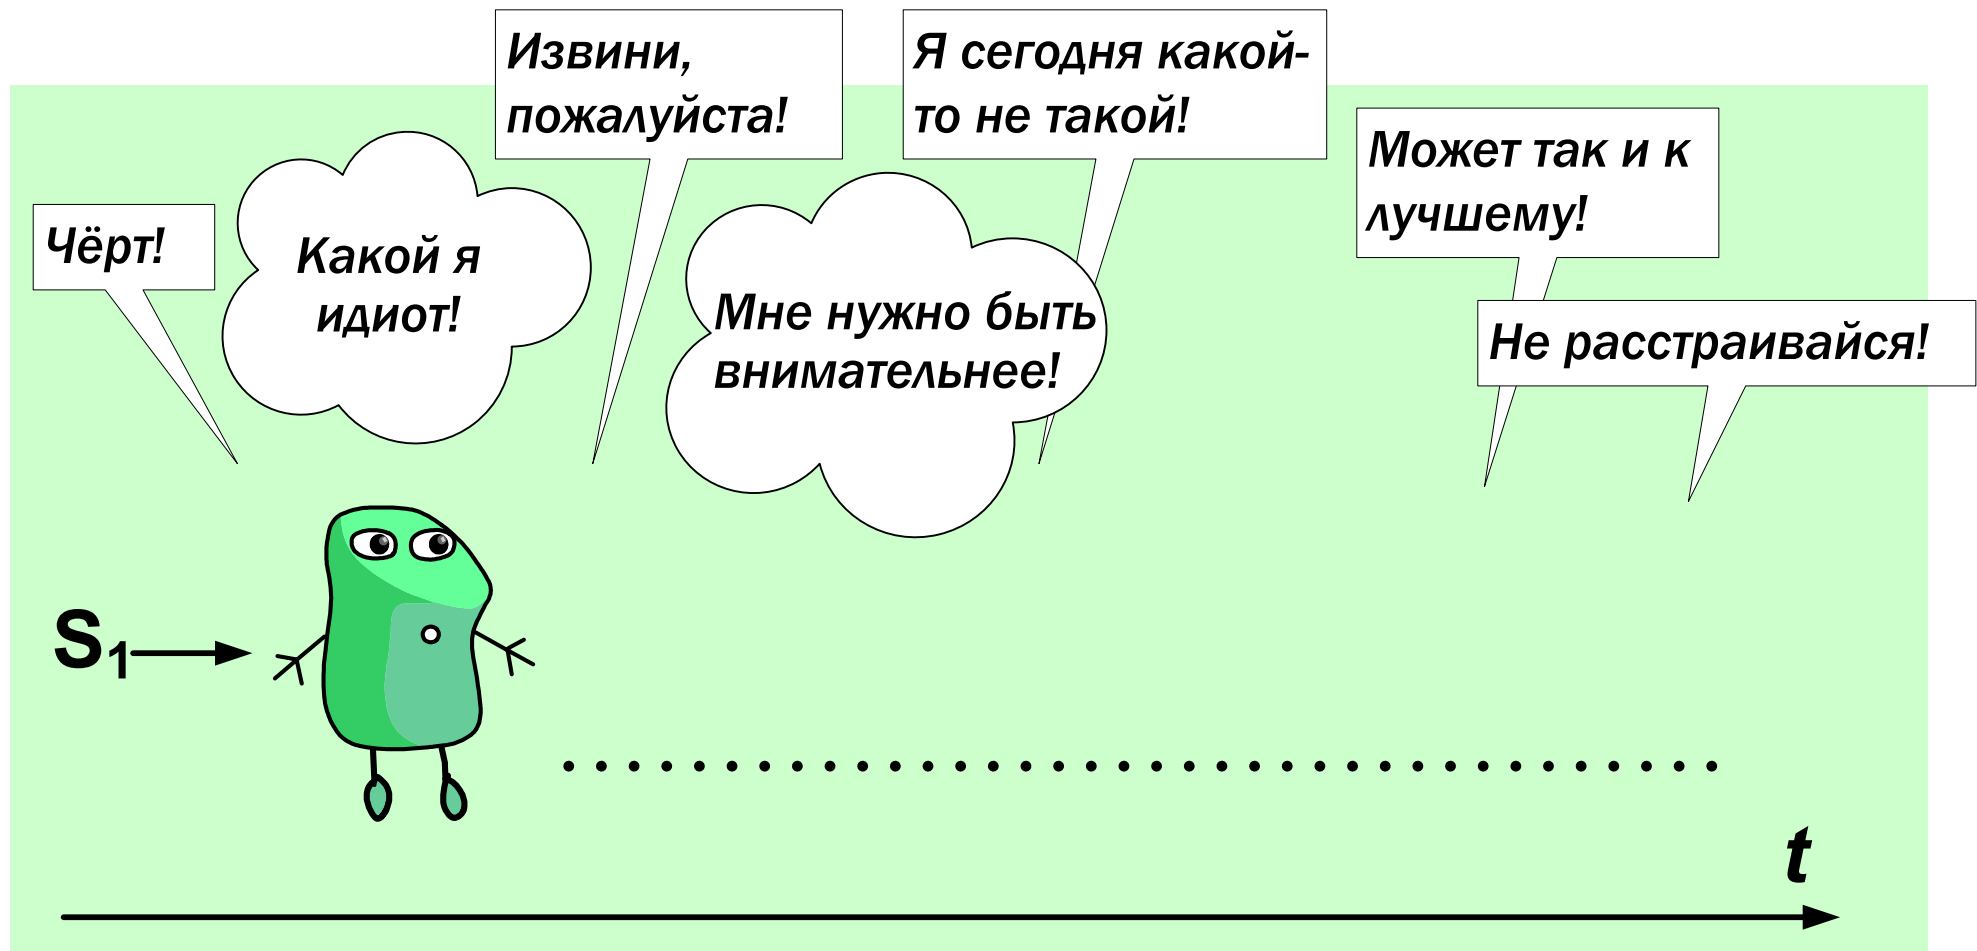 Чёрт!
Какой я
идиот!
Извини,
пожалуйста!
Мне нужно быть
внимательнее!
Я сегодня какой-
то не такой!
Может так и к
лучшему!
Не расстраивайся!
S₁
t